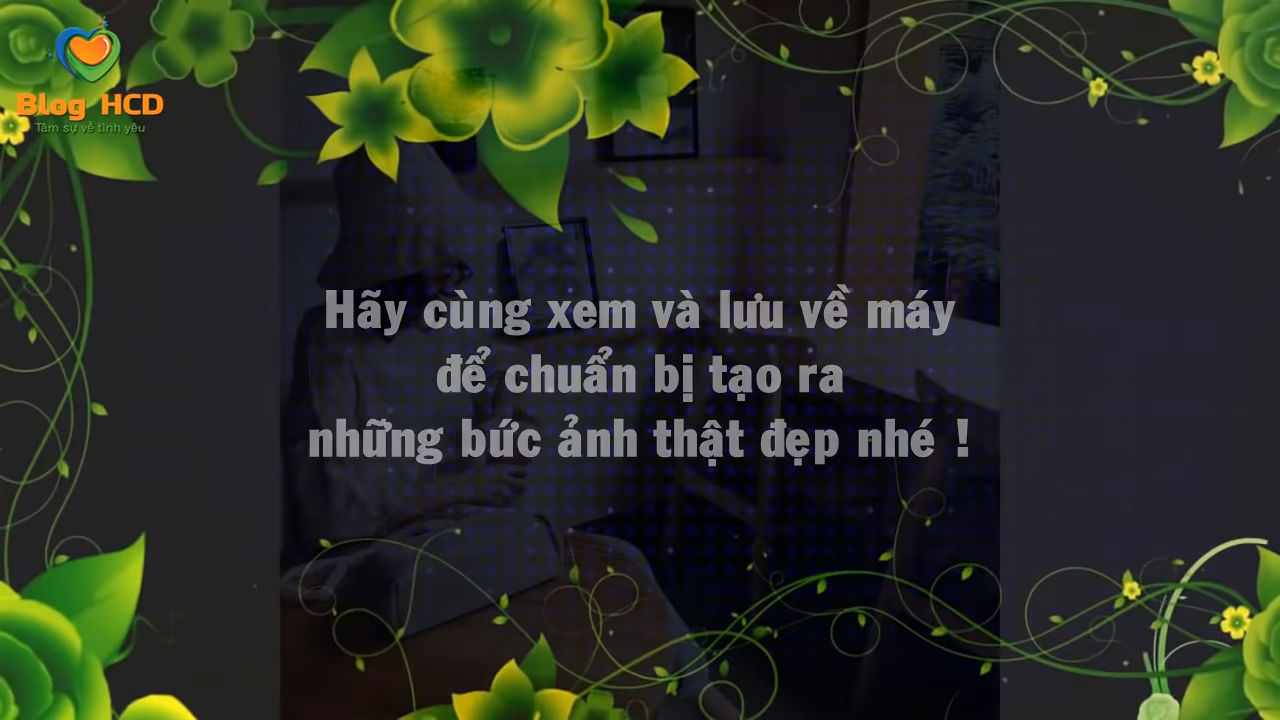 Blog HCD
Tâm sự về tình yêu
Hãy cùng xem và lưu về máy
để chuẩn bị tạo ra
những bức ảnh thật đẹp nhé !